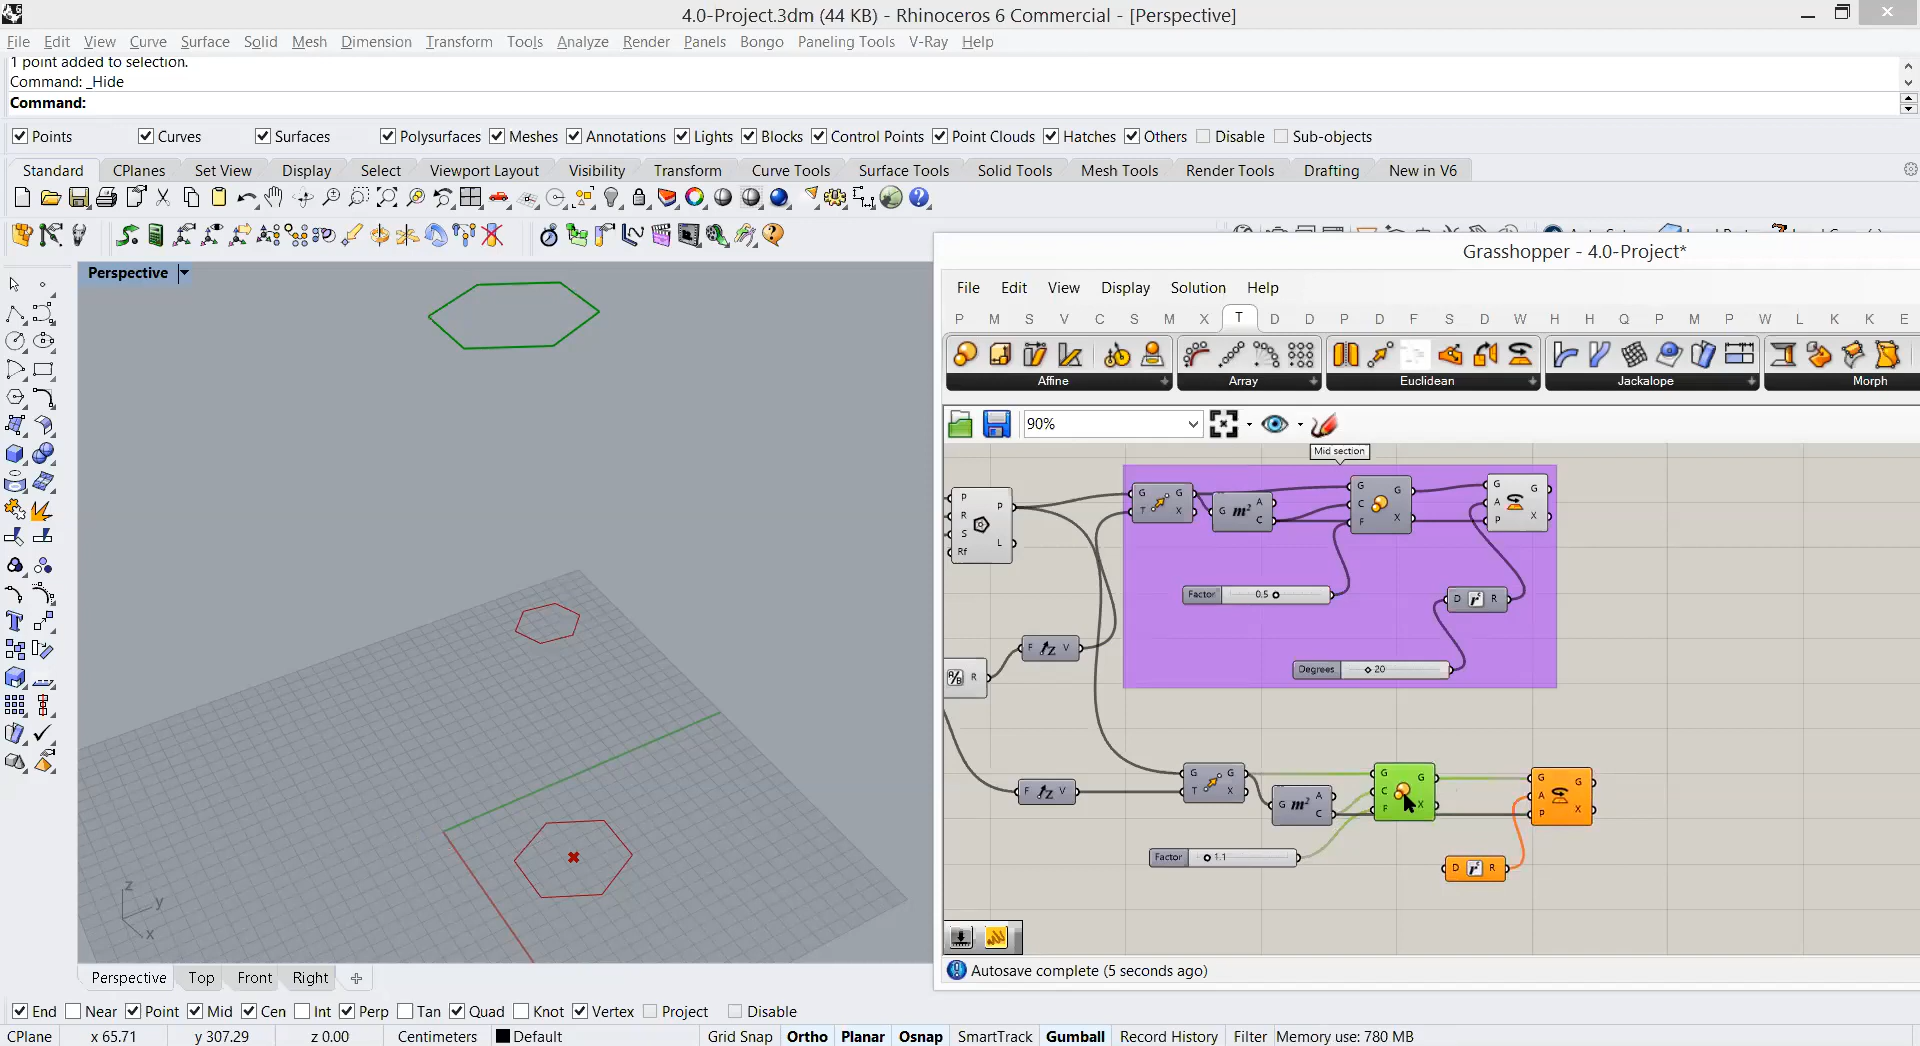 4.0-Project.3dm (44 KB) - Rhinoceros 6 Commercial - [Perspective]
File Edit View Curve Surface Solid Mesh Dimension Transform Tools Analyze Render Panels Bongo Paneling Tools V-Ray Help
1 point added to selection.
Command: _Hide
Command:
Points Curves Surfaces Polysurfaces Meshes Annotations Lights Blocks Control Points Point Clouds Hatches Others Disable Sub-objects
Standard CPlanes Set View Display Select Viewport Layout Visibility Transform Curve Tools Surface Tools Solid Tools Mesh Tools Render Tools Drafting New in V6
Perspective
z
y
x
Grasshopper - 4.0-Project*
File Edit View Display Solution Help
P M S V C S M X T D D P D F S D W H H Q P M P W L K K E
Affine Array Euclidean Jackalope Morph
90%
Mid section
P R S Rf P L
G T G X
G m² A C
G C F G X
G A P G X
Factor 0.5
D r° R
Degrees 20
F z V
A/B R
F z V
G T G X
G m² A C
G C F G X
G A P G X
Factor 1.1
D r° R
Autosave complete (5 seconds ago)
Perspective Top Front Right
End Near Point Mid Cen Int Perp Tan Quad Knot Vertex Project Disable
CPlane x 65.71 y 307.29 z 0.00 Centimeters Default Grid Snap Ortho Planar Osnap SmartTrack Gumball Record History Filter Memory use: 780 MB